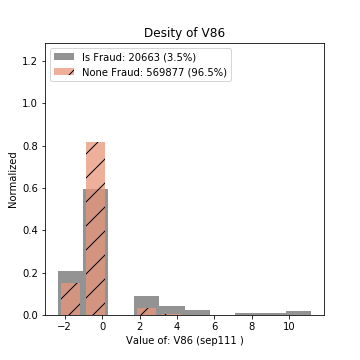 Desity of V86
Is Fraud: 20663 (3.5%)
None Fraud: 569877 (96.5%)
Normalized
1.2
1.0
0.8
0.6
0.4
0.2
0.0
−2
0
2
4
6
8
10
Value of: V86 (sep111 )